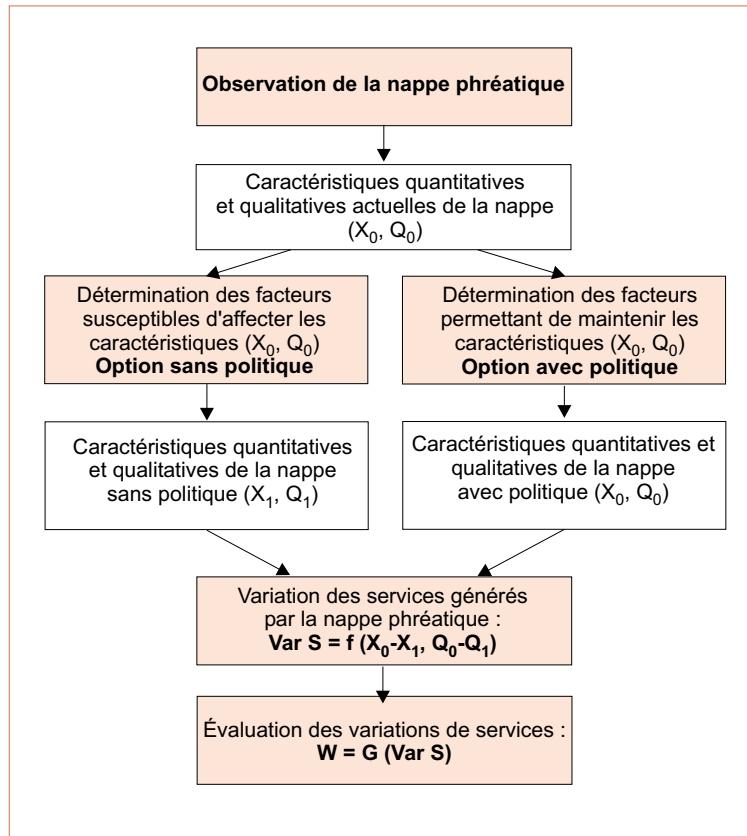 Observation de la nappe phréatique
Caractéristiques quantitatives
et qualitatives actuelles de la nappe
(X₀, Q₀)
Détermination des facteurs
susceptibles d'affecter les
caractéristiques (X₀, Q₀)
Option sans politique
Détermination des facteurs
permettant de maintenir les
caractéristiques (X₀, Q₀)
Option avec politique
Caractéristiques quantitatives
et qualitatives de la nappe
sans politique (X₁, Q₁)
Caractéristiques quantitatives et
qualitatives de la nappe
avec politique (X₀, Q₀)
Variation des services générés
par la nappe phréatique :
Var S = f (X₀-X₁, Q₀-Q₁)
Évaluation des variations de services :
W = G (Var S)